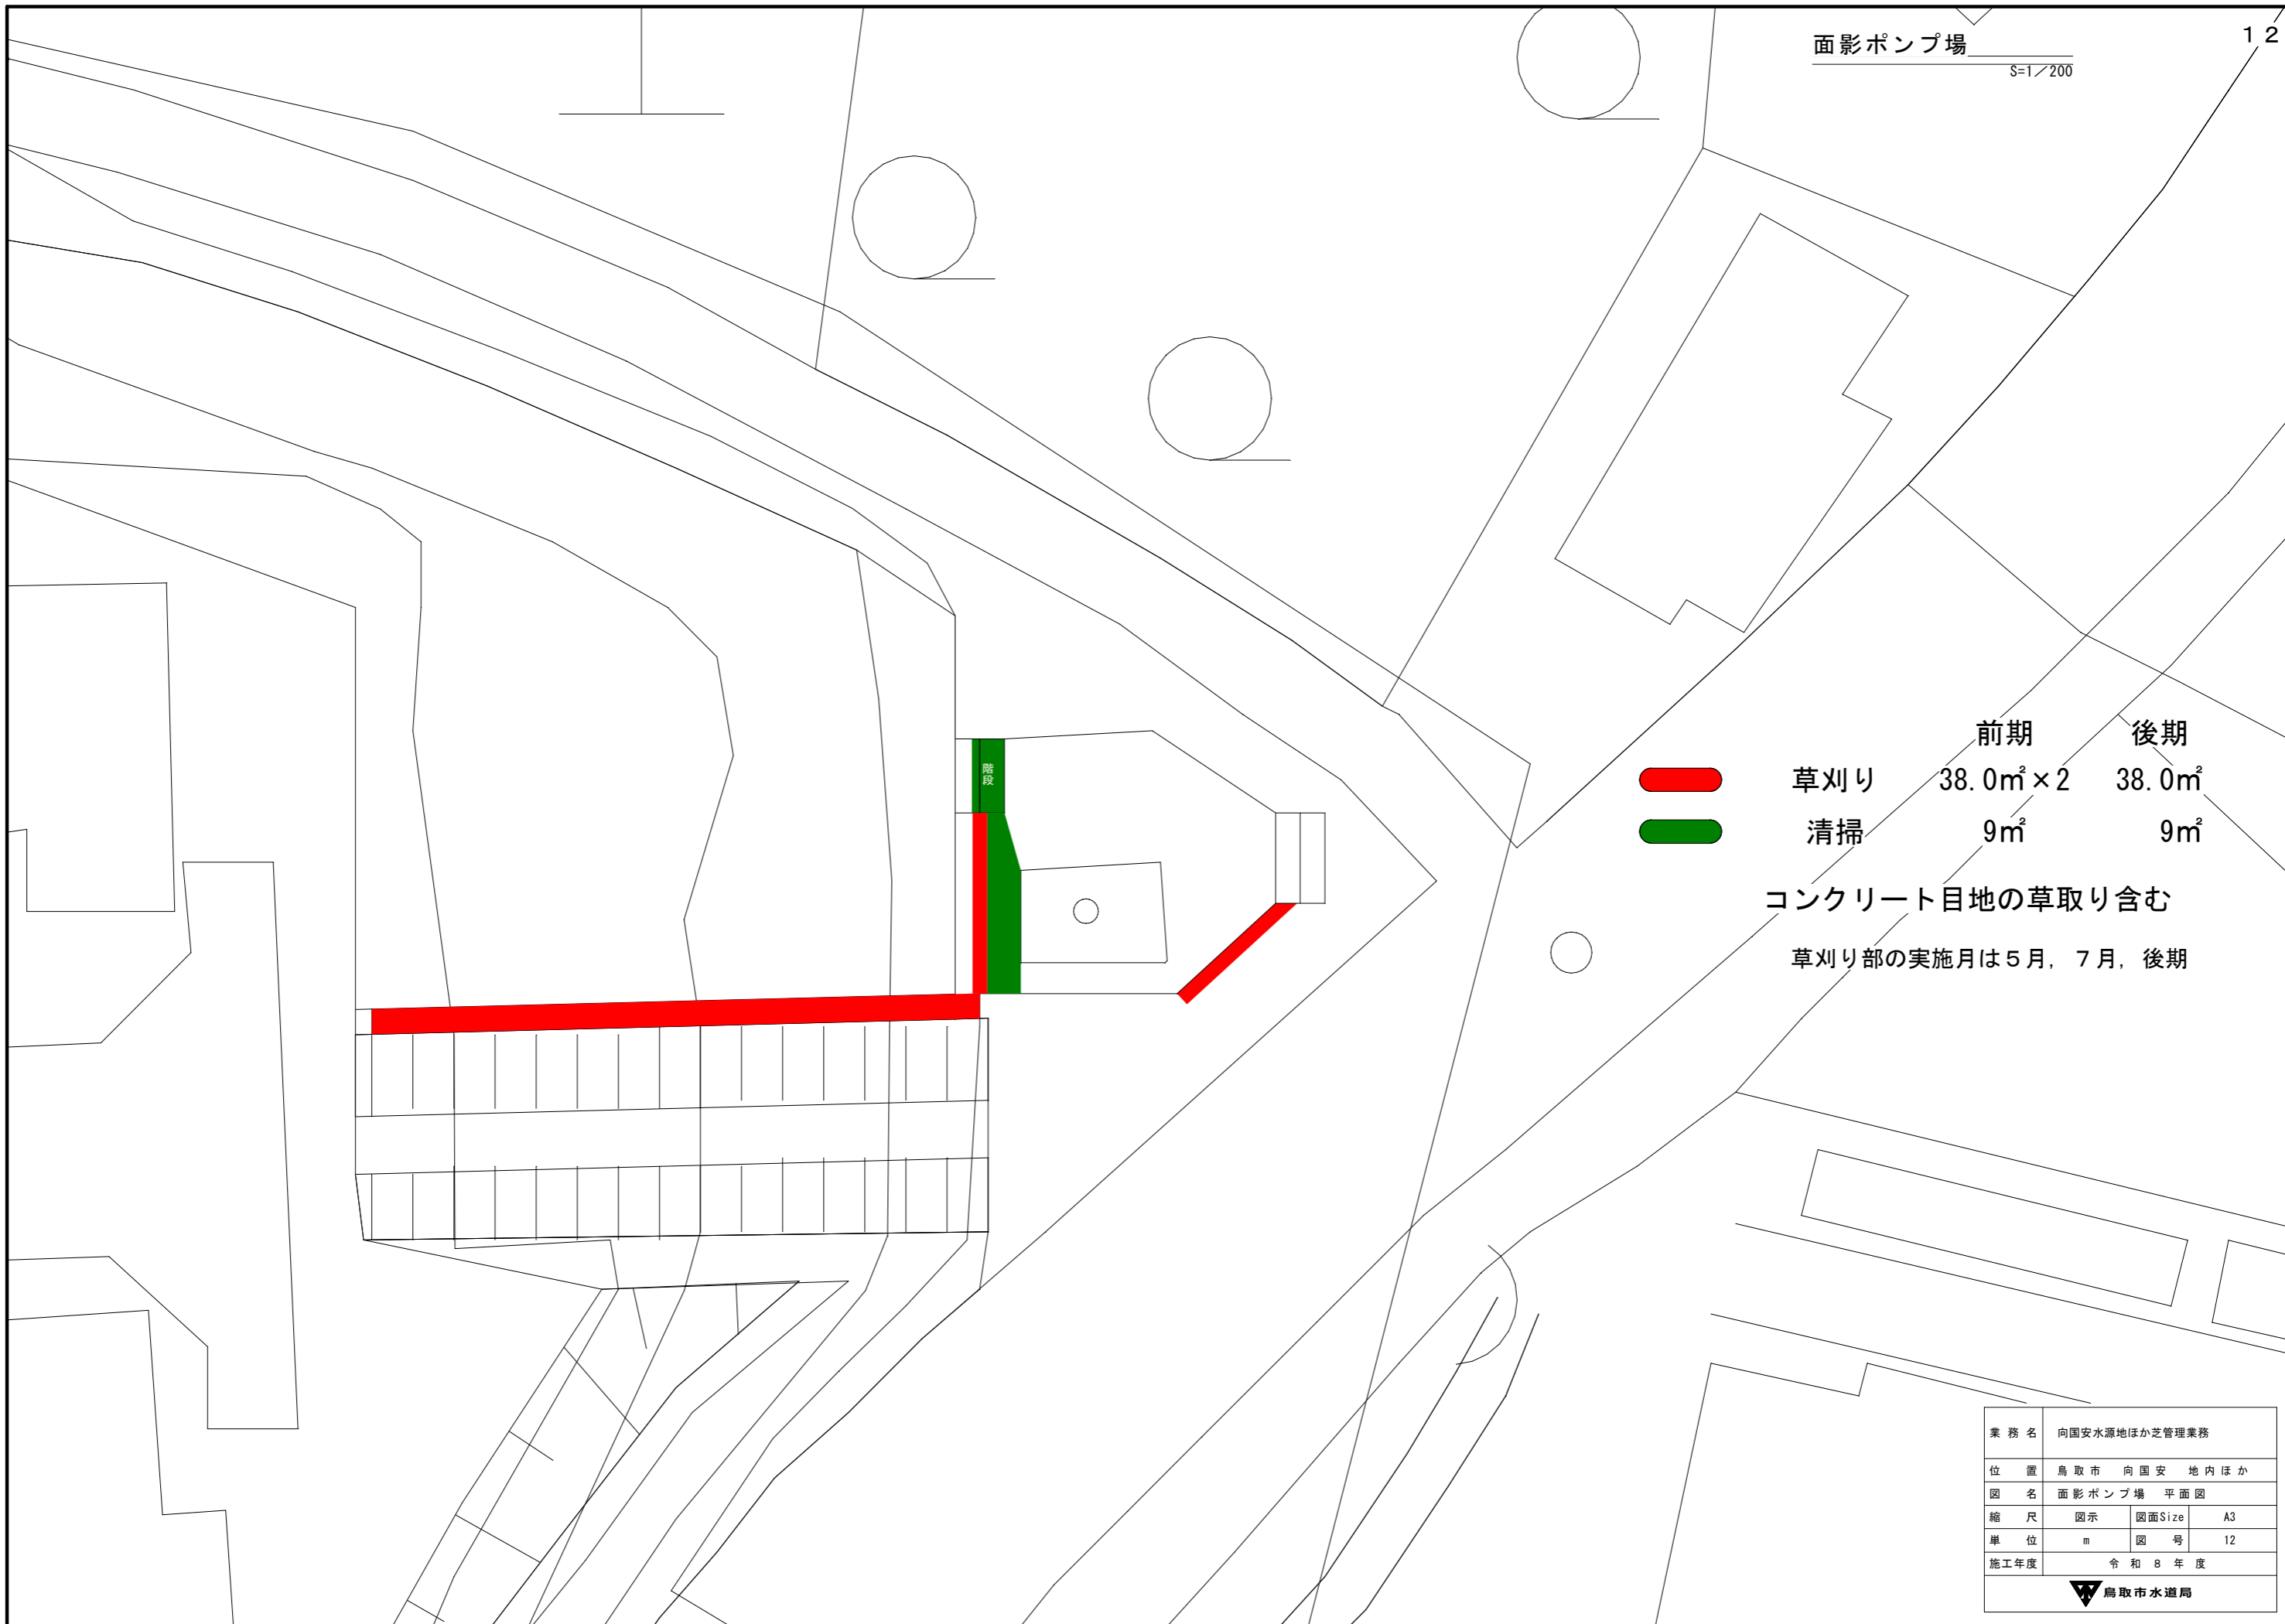 面影ポンプ場
S=1／200
12
階段
前期 後期
草刈り 38.0㎡×2 38.0㎡
清掃 9㎡ 9㎡
コンクリート目地の草取り含む
草刈り部の実施月は５月，７月，後期
業務名 向国安水源地ほか芝管理業務
位置 鳥取市 向国安 地内ほか
図名 面影ポンプ場 平面図
縮尺 図示 図面Size A3
単位 m 図号 12
施工年度 令和8年度
鳥取市水道局